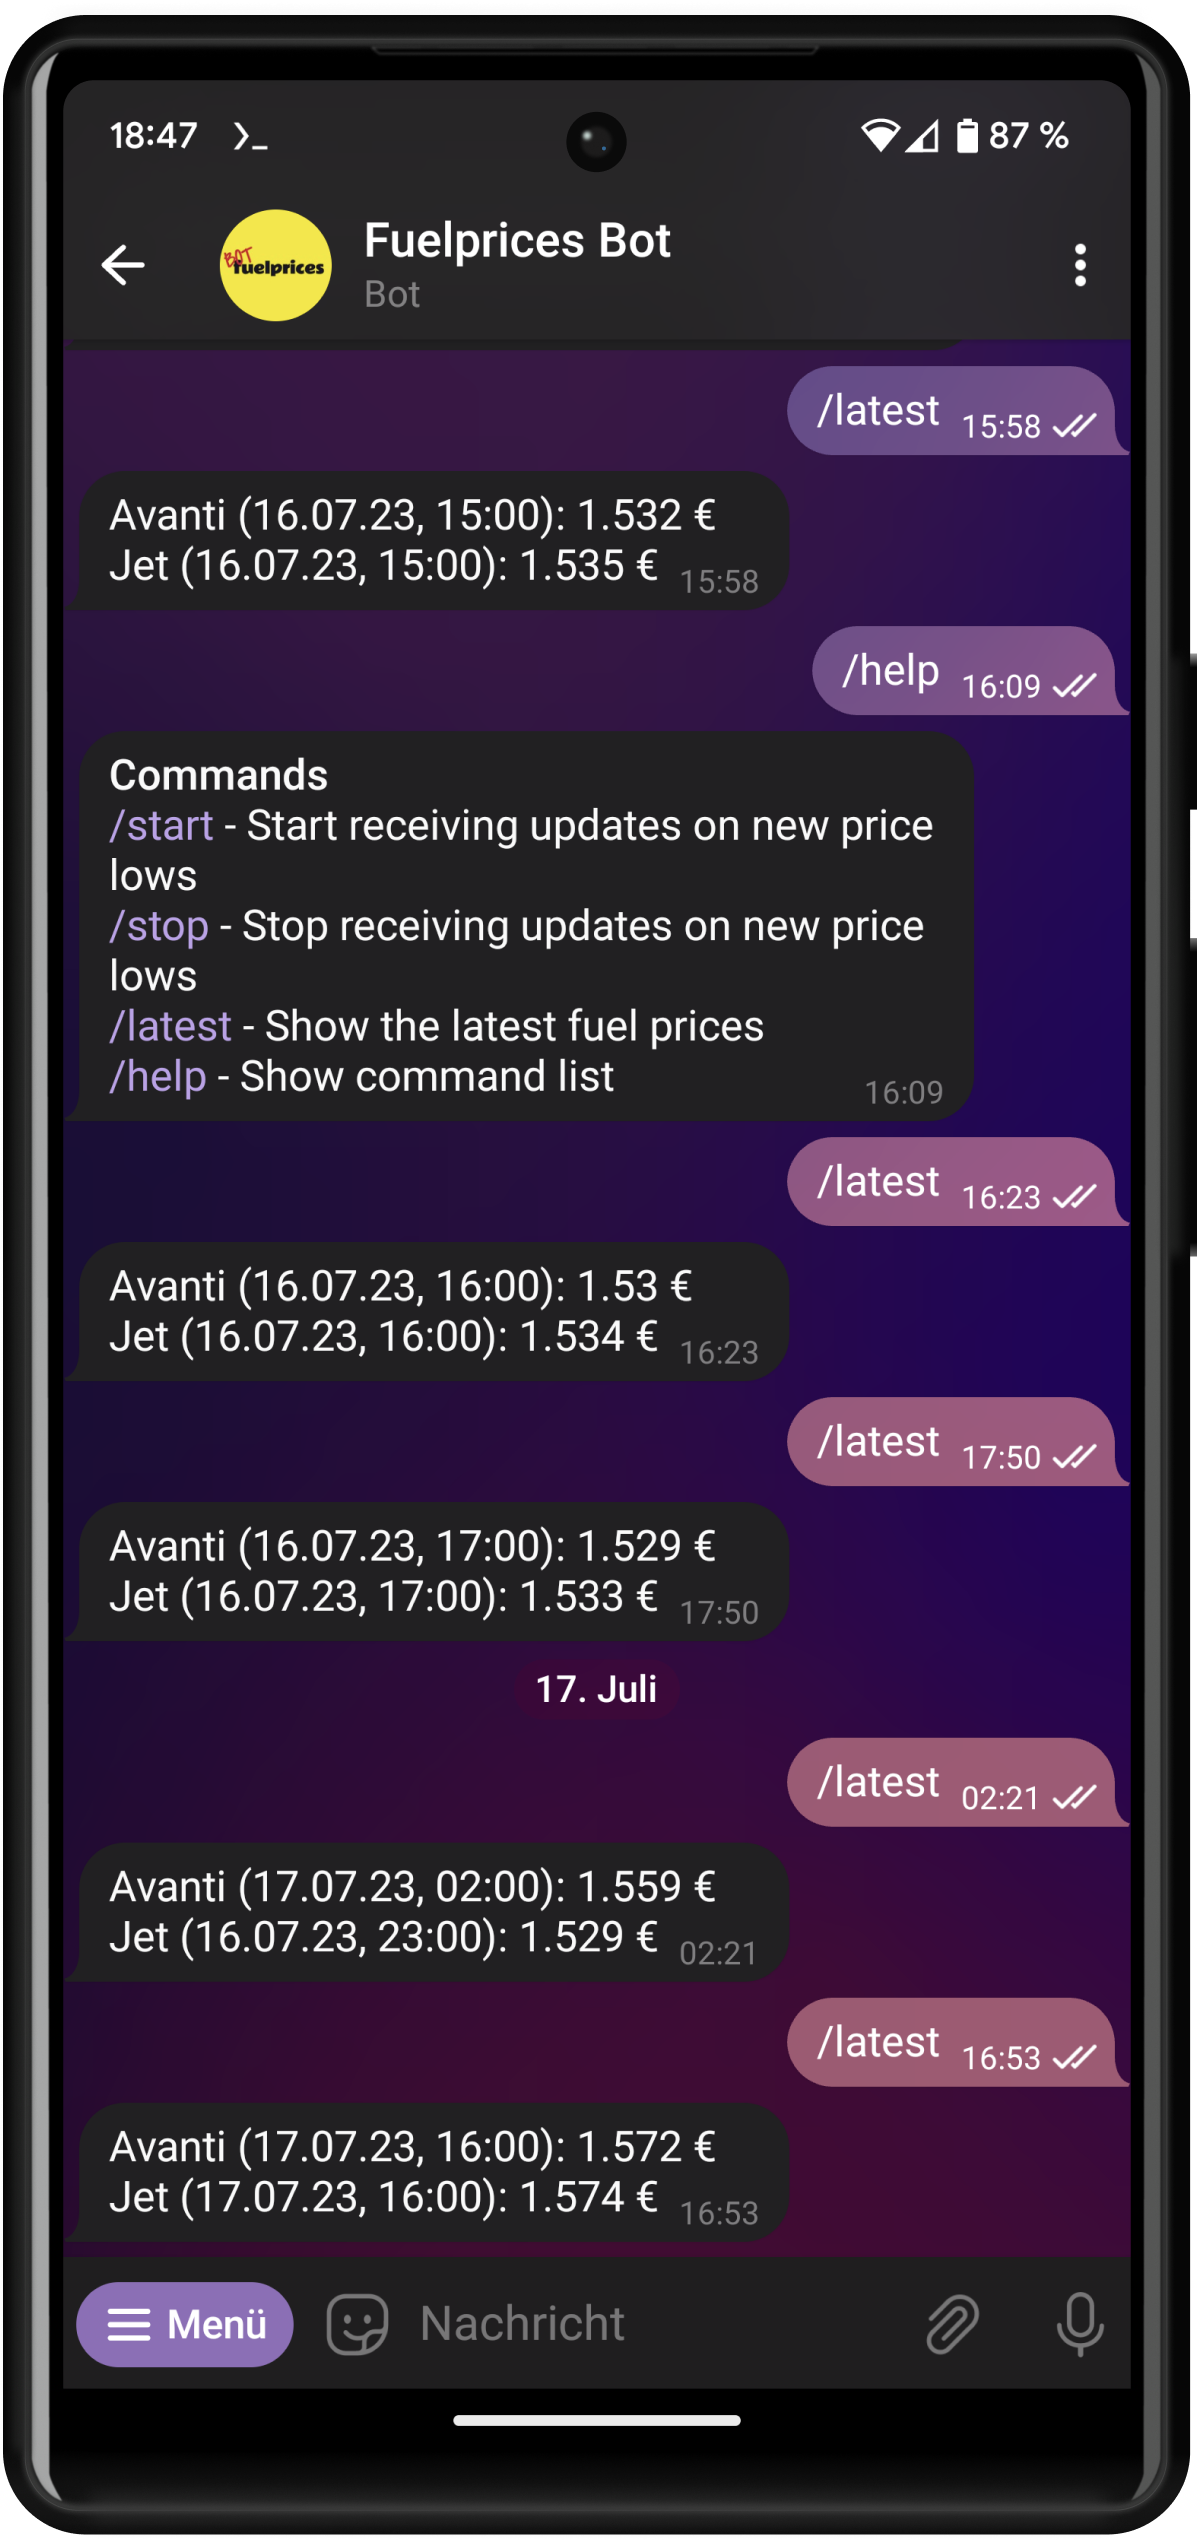 18:47 >_ 87 %
BOT
fuelprices
Fuelprices Bot
Bot
/latest 15:58
Avanti (16.07.23, 15:00): 1.532 €
Jet (16.07.23, 15:00): 1.535 € 15:58
/help 16:09
Commands
/start - Start receiving updates on new price
lows
/stop - Stop receiving updates on new price
lows
/latest - Show the latest fuel prices
/help - Show command list 16:09
/latest 16:23
Avanti (16.07.23, 16:00): 1.53 €
Jet (16.07.23, 16:00): 1.534 € 16:23
/latest 17:50
Avanti (16.07.23, 17:00): 1.529 €
Jet (16.07.23, 17:00): 1.533 € 17:50
17. Juli
/latest 02:21
Avanti (17.07.23, 02:00): 1.559 €
Jet (16.07.23, 23:00): 1.529 € 02:21
/latest 16:53
Avanti (17.07.23, 16:00): 1.572 €
Jet (17.07.23, 16:00): 1.574 € 16:53
Menü Nachricht